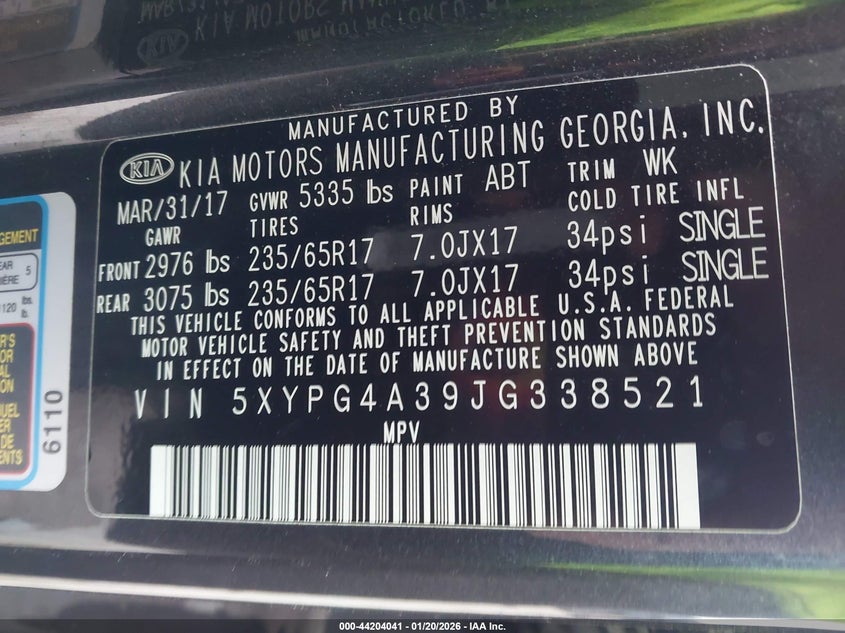 MANUFACTURED BY
KIA KIA MOTORS MANUFACTURING GEORGIA, INC.
MAR/31/17 GVWR 5335 lbs PAINT ABT TRIM WK
GAWR TIRES RIMS COLD TIRE INFL
FRONT 2976 lbs 235/65R17 7.0JX17 34psi SINGLE
REAR 3075 lbs 235/65R17 7.0JX17 34psi SINGLE
THIS VEHICLE CONFORMS TO ALL APPLICABLE U.S.A. FEDERAL
MOTOR VEHICLE SAFETY AND THEFT PREVENTION STANDARDS
IN EFFECT ON THE DATE OF MANUFACTURE SHOWN ABOVE
VIN 5XYPG4A39JG338521
MPV
6110
000-44204041 - 01/20/2026 - IAA Inc.